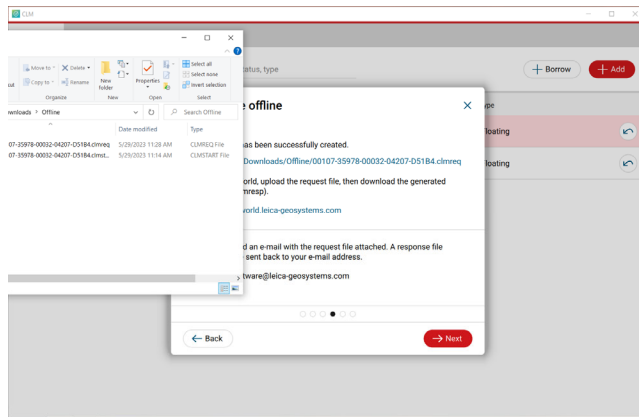 CLM
Move to
Delete
Copy to
Rename
New folder
Properties
Select all
Select none
Invert selection
Organize
New
Open
Select
wnloads > Offline
Search Offline
Date modified
Type
07-35978-00032-04207-D51B4.clmreq 5/29/2023 11:28 AM CLMREQ File
07-35978-00032-04207-D51B4.clmst... 5/29/2023 11:14 AM CLMSTART File
tatus, type
Borrow
Add
ype
loating
loating
e offline
has been successfully created.
Downloads/Offline/00107-35978-00032-04207-D51B4.clmreq
orld, upload the request file, then download the generated
mresp).
world.leica-geosystems.com
d an e-mail with the request file attached. A response file
sent back to your e-mail address.
tware@leica-geosystems.com
Back
Next